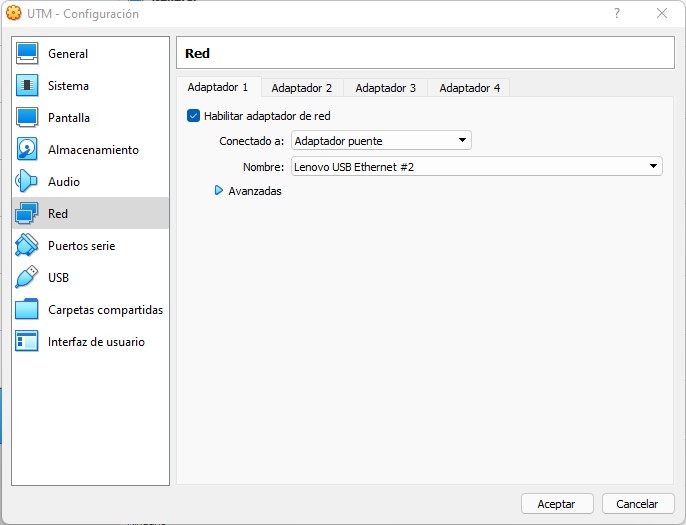 UTM - Configuración
?
General
Sistema
Pantalla
Almacenamiento
Audio
Red
Puertos serie
USB
Carpetas compartidas
Interfaz de usuario
Red
Adaptador 1 Adaptador 2 Adaptador 3 Adaptador 4
Habilitar adaptador de red
Conectado a: Adaptador puente
Nombre: Lenovo USB Ethernet #2
Avanzadas
Aceptar Cancelar